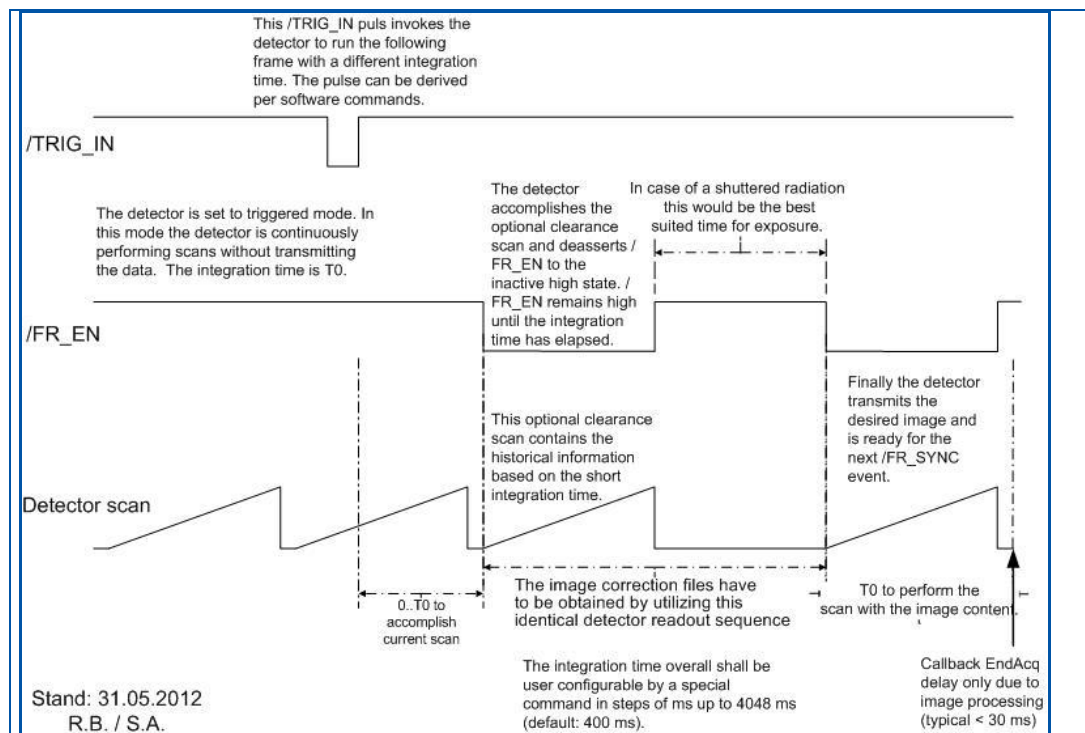 This /TRIG_IN puls invokes the
detector to run the following
frame with a different integration
time. The pulse can be derived
per software commands.
/TRIG_IN
The detector is set to triggered mode. In
this mode the detector is continuously
performing scans without transmitting
the data.  The integration time is T0.
The detector
accomplishes the
optional clearance
scan and deasserts /
FR_EN to the
inactive high state. /
FR_EN remains high
until the integration
time has elapsed.
In case of a shuttered radiation
this would be the best
suited time for exposure.
/FR_EN
This optional clearance
scan contains the
historical information
based on the short
integration time.
Finally the detector
transmits the
desired image and
is ready for the
next /FR_SYNC
event.
Detector scan
0..T0 to
accomplish
current scan
The image correction files have
to be obtained by utilizing this
identical detector readout sequence
T0 to perform the
scan with the image content.
The integration time overall shall be
user configurable by a special
command in steps of ms up to 4048 ms
(default: 400 ms).
Callback EndAcq
delay only due to
image processing
(typical < 30 ms)
Stand: 31.05.2012
R.B. / S.A.